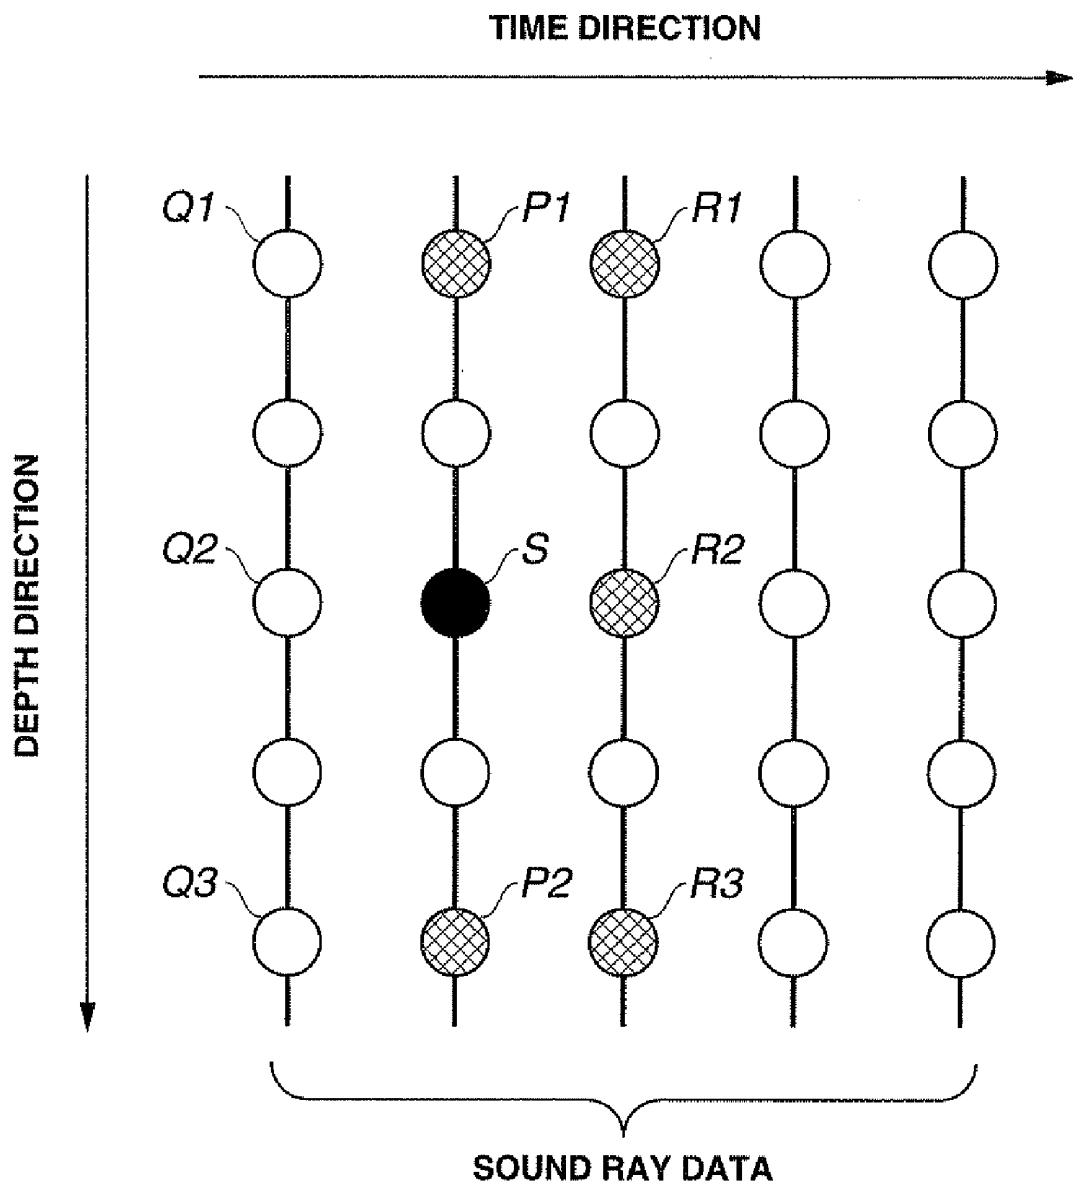 TIME DIRECTION
Q1 P1 R1
Q2 S R2
DEPTH DIRECTION
Q3 P2 R3
SOUND RAY DATA